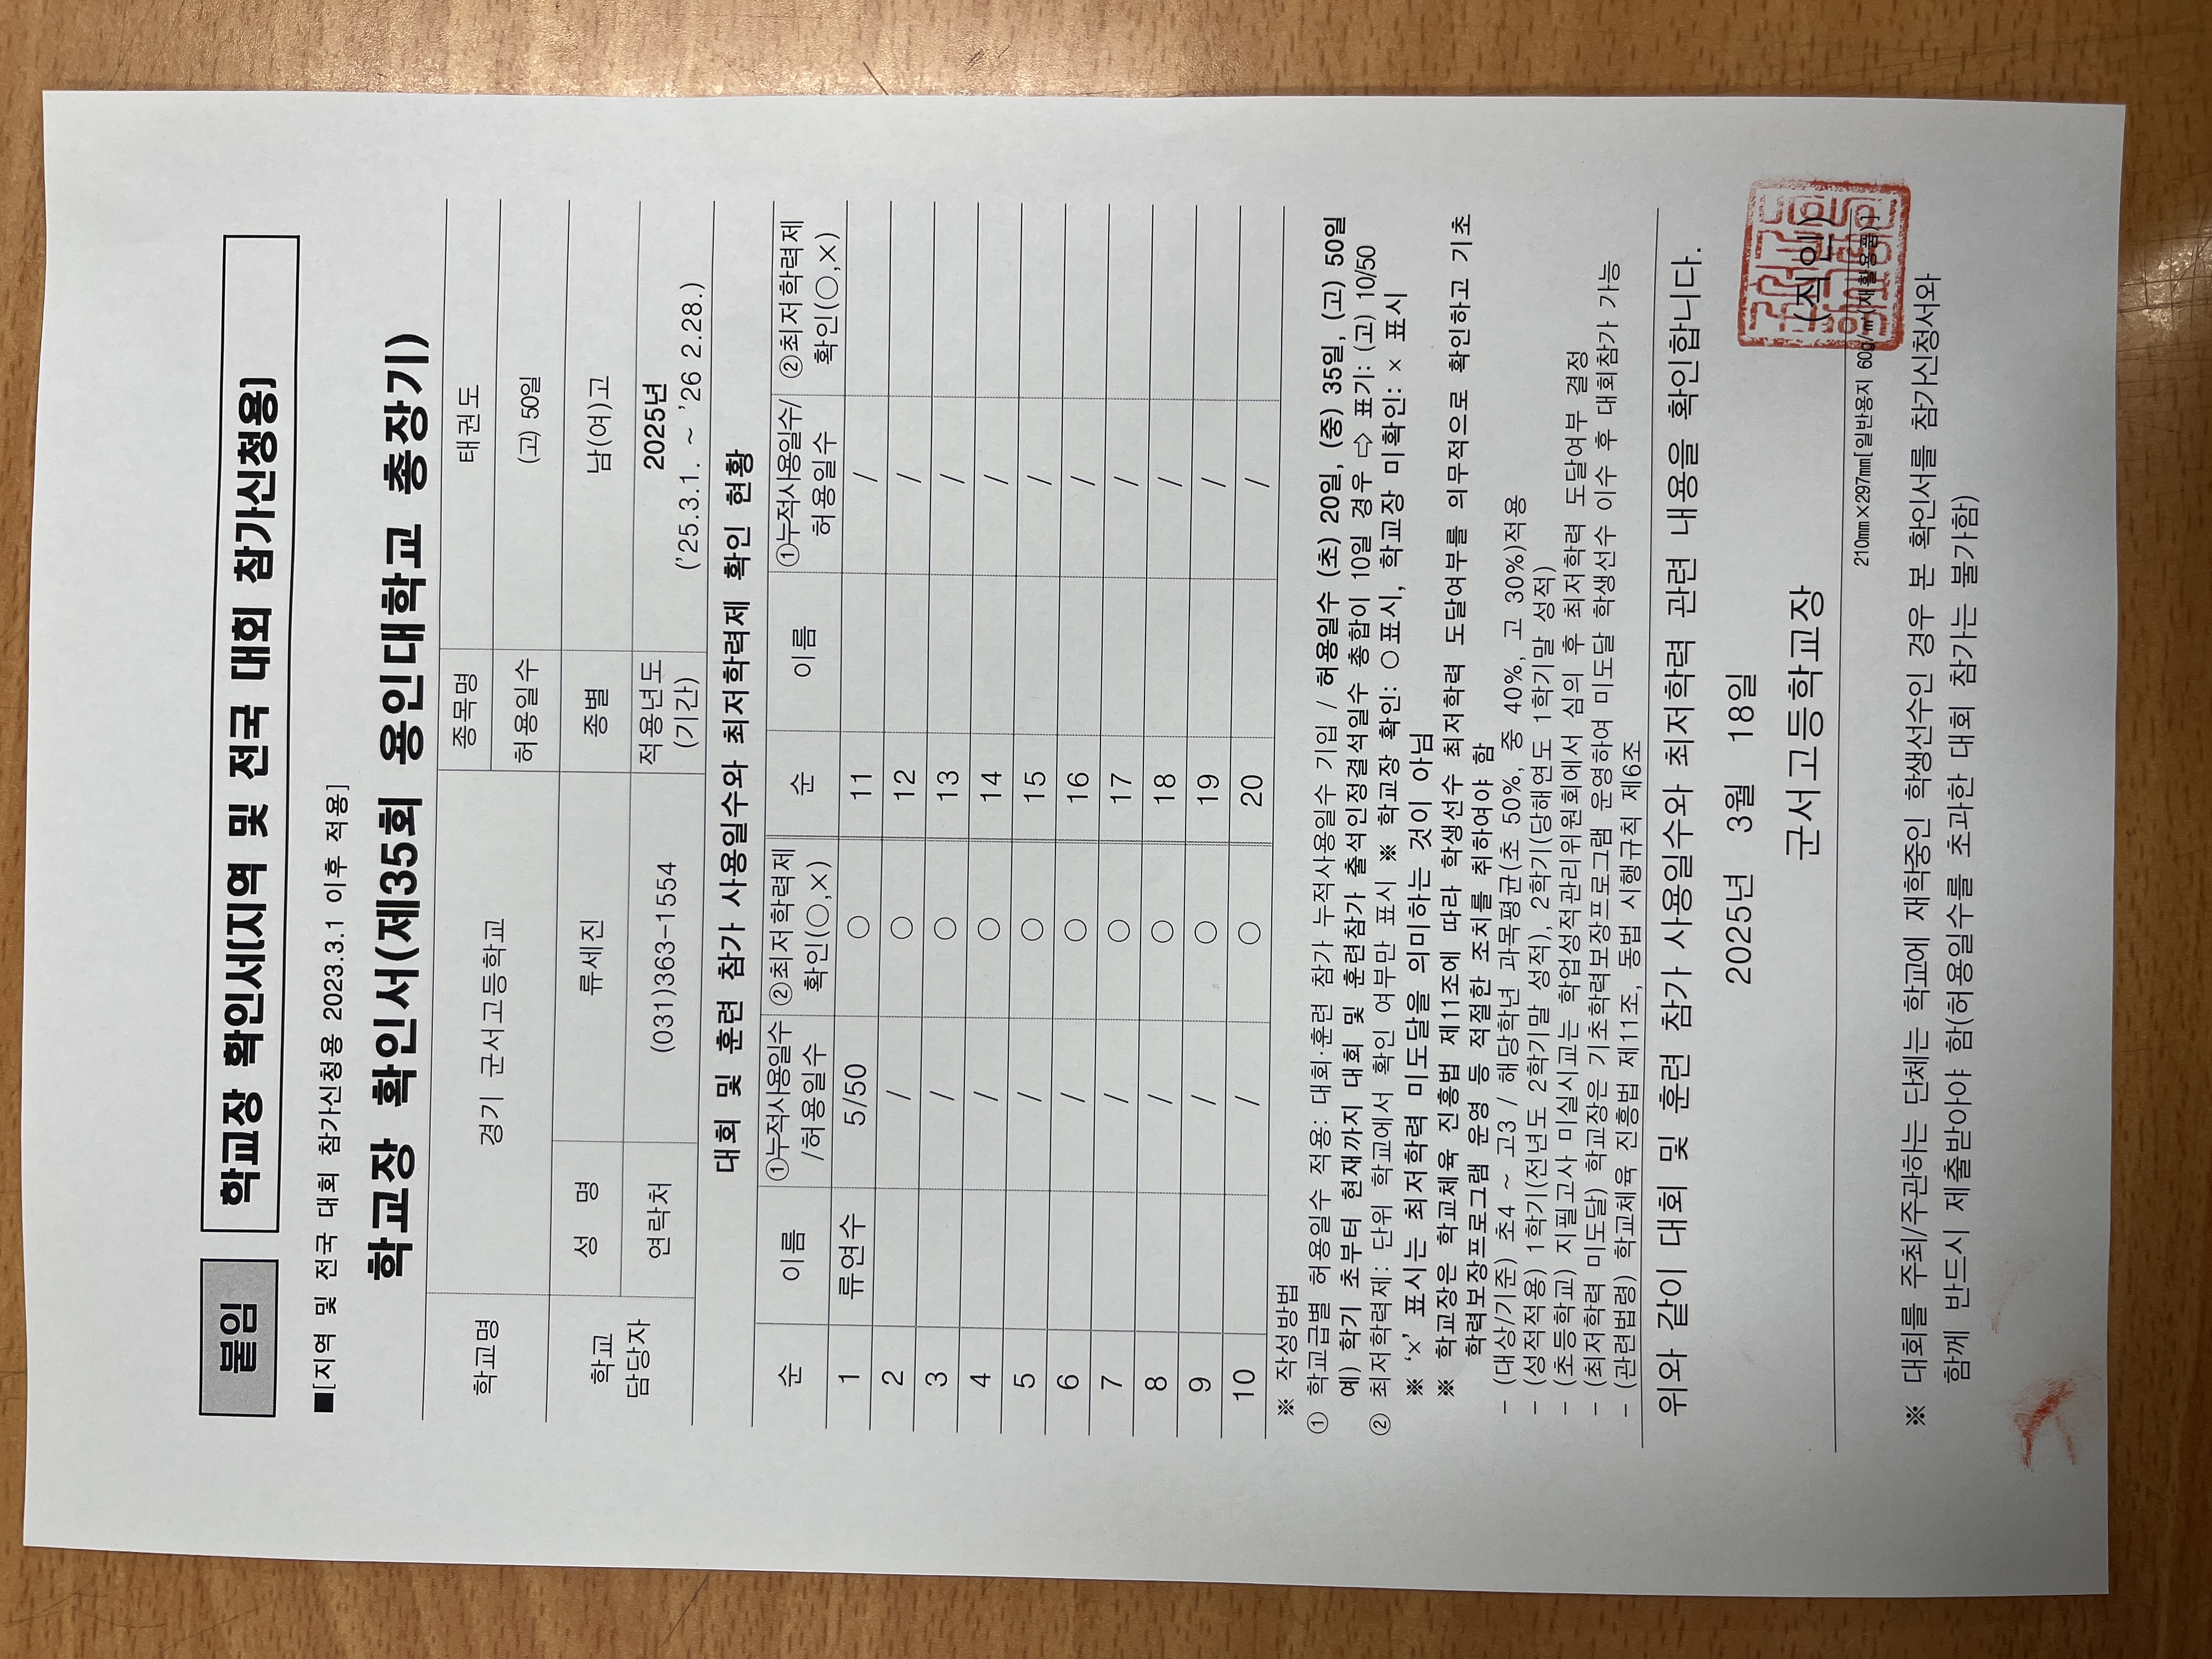 붙임
학교장 확인서[지역 및 전국 대회 참가신청용]
■[지역 및 전국 대회 참가신청용 2023.3.1 이후 적용]
학교장 확인서(제35회 용인대학교 총장기)
학교명 경기 군서고등학교 종목명 태권도
허용일수 (고) 50일
학교 담당자 성 명 류세진 종별 남(여)고
연락처 (031)363-1554 적용년도 (기간) 2025년
('25.3.1. ~ '26 2.28.)
대회 및 훈련 참가 사용일수와 최저학력제 확인 현황
순 이름 ①누적사용일수 /허용일수 ②최저학력제 확인(○,×) 순 이름 ①누적사용일수/ 허용일수 ②최저학력제 확인(○,×)
1 류연수 5/50 ○ 11 /
2 / ○ 12 /
3 / ○ 13 /
4 / ○ 14 /
5 / ○ 15 /
6 / ○ 16 /
7 / ○ 17 /
8 / ○ 18 /
9 / ○ 19 /
10 / ○ 20 /
※ 작성방법
① 학교급별 허용일수 적용: 대회·훈련 참가 누적사용일수 기입 / 허용일수 (초) 20일, (중) 35일, (고) 50일
예) 학기 초부터 현재까지 대회 및 훈련참가 출석인정결석일수 총합이 10일 경우 ⇨ 표기: (고) 10/50
② 최저학력제: 단위 학교에서 확인 여부만 표시 ※ 학교장 확인: ○표시, 학교장 미확인: × 표시
※ '×' 표시는 최저학력 미도달을 의미하는 것이 아님
※ 학교장은 학교체육 진흥법 제11조에 따라 학생선수 최저학력 도달여부를 의무적으로 확인하고 기초
학력보장프로그램 운영 등 적절한 조치를 취하여야 함
- (대상/기준) 초4 ~ 고3 / 해당학년 과목평균(초 50%, 중 40%, 고 30%)적용
- (성적적용) 1학기(전년도 2학기말 성적), 2학기(당해연도 1학기말 성적)
- (초등학교) 지필고사 미실시교는 학업성적관리위원회에서 심의 후 최저학력 도달여부 결정
- (최저학력 미도달) 학교장은 기초학력보장프로그램 운영하여 미도달 학생선수 이수 후 대회참가 가능
- (관련법령) 학교체육 진흥법 제11조, 동법 시행규칙 제6조
위와 같이 대회 및 훈련 참가 사용일수와 최저학력 관련 내용을 확인합니다.
2025년 3월 18일
군서고등학교장 (직인)
210㎜×297㎜[일반용지 60g/㎡(재활용품)]
※ 대회를 주최/주관하는 단체는 학교에 재학중인 학생선수인 경우 본 확인서를 참가신청서와
함께 반드시 제출받아야 함(허용일수를 초과한 대회 참가는 불가함)